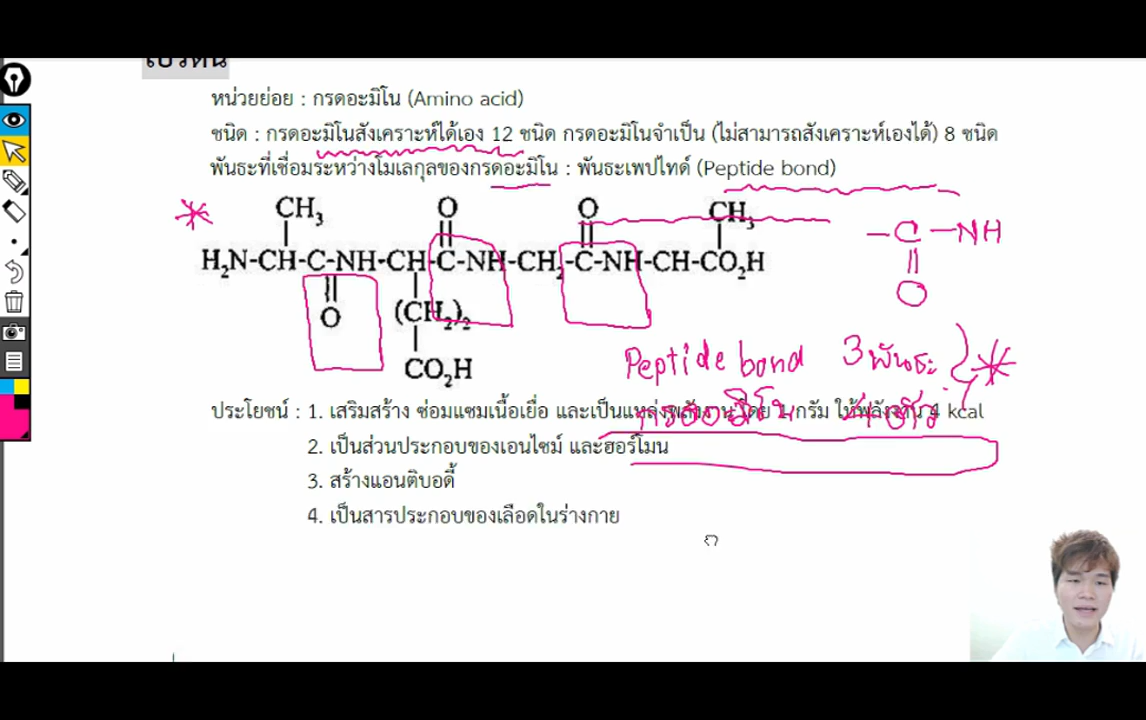 โปรตีน
หน่วยย่อย : กรดอะมิโน (Amino acid)
ชนิด : กรดอะมิโนสังเคราะห์ได้เอง 12 ชนิด กรดอะมิโนจำเป็น (ไม่สามารถสังเคราะห์เองได้) 8 ชนิด
พันธะที่เชื่อมระหว่างโมเลกุลของกรดอะมิโน : พันธะเพปไทด์ (Peptide bond)
CH₃ O O CH₃
H₂N-CH-C-NH-CH-C-NH-CH₂-C-NH-CH-CO₂H
O (CH₂)₂
CO₂H
-C-NH
O
Peptide bond 3 พันธะ
กรดอะมิโน 4 ตัว
ประโยชน์ : 1. เสริมสร้าง ซ่อมแซมเนื้อเยื่อ และเป็นแหล่งพลังงานโดย 1 กรัม ให้พลังงาน 4 kcal
2. เป็นส่วนประกอบของเอนไซม์ และฮอร์โมน
3. สร้างแอนติบอดี้
4. เป็นสารประกอบของเลือดในร่างกาย